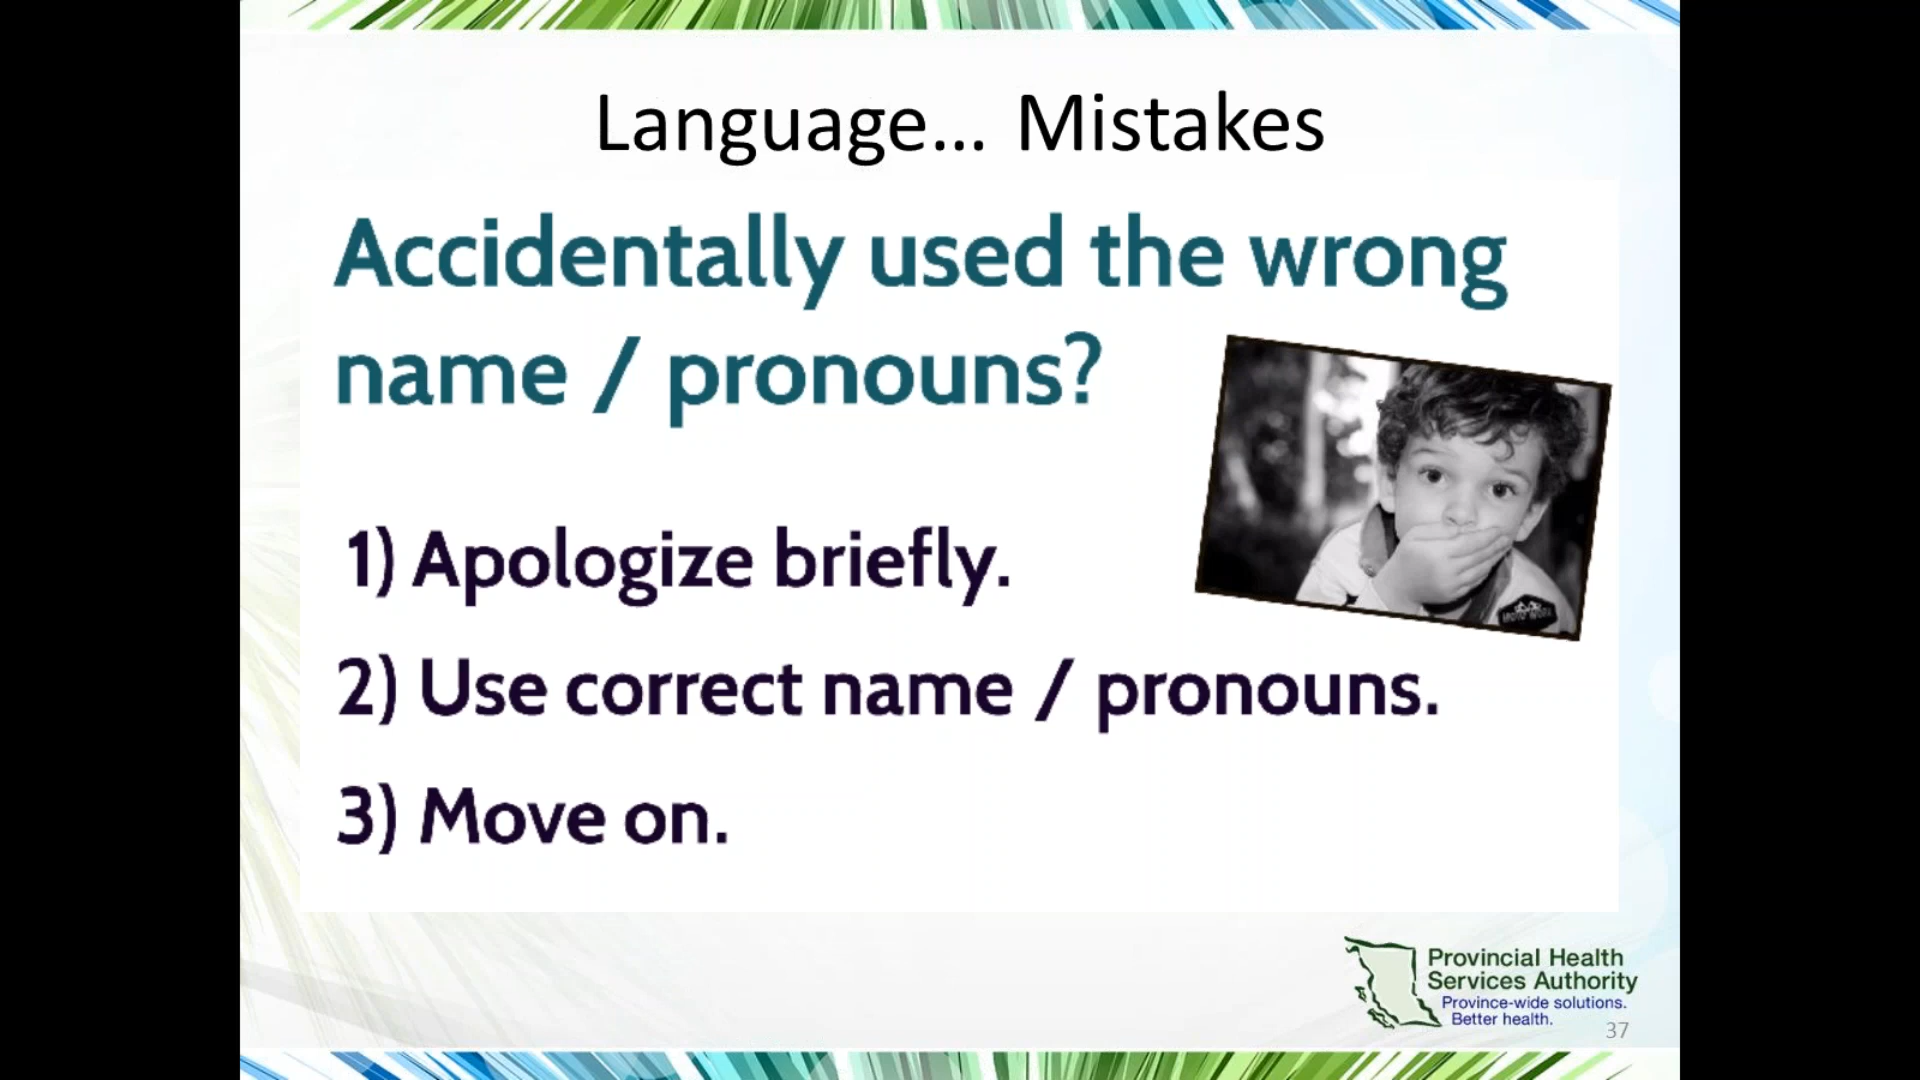 Language... Mistakes
Accidentally used the wrong
name / pronouns?
1) Apologize briefly.
2) Use correct name / pronouns.
3) Move on.
Provincial Health
Services Authority
Province-wide solutions.
Better health.
37